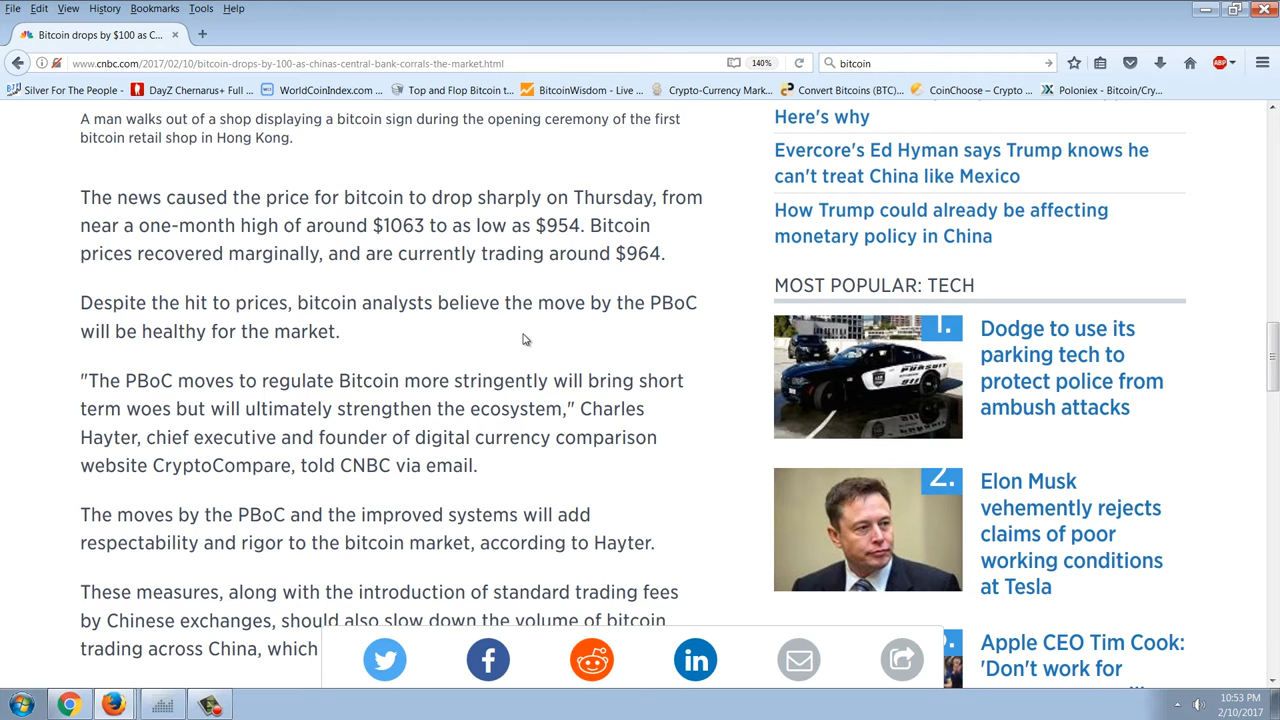 File Edit View History Bookmarks Tools Help
Bitcoin drops by $100 as C...
www.cnbc.com/2017/02/10/bitcoin-drops-by-100-as-chinas-central-bank-corrals-the-market.html
140%
bitcoin
ABP
Silver For The People -
DayZ Chernarus+ Full ...
WorldCoinIndex.com ...
Top and Flop Bitcoin t...
BitcoinWisdom - Live ...
Crypto-Currency Mark...
Convert Bitcoins (BTC)...
CoinChoose – Crypto ...
Poloniex - Bitcoin/Cry...
A man walks out of a shop displaying a bitcoin sign during the opening ceremony of the first
bitcoin retail shop in Hong Kong.
The news caused the price for bitcoin to drop sharply on Thursday, from
near a one-month high of around $1063 to as low as $954. Bitcoin
prices recovered marginally, and are currently trading around $964.
Despite the hit to prices, bitcoin analysts believe the move by the PBoC
will be healthy for the market.
"The PBoC moves to regulate Bitcoin more stringently will bring short
term woes but will ultimately strengthen the ecosystem," Charles
Hayter, chief executive and founder of digital currency comparison
website CryptoCompare, told CNBC via email.
The moves by the PBoC and the improved systems will add
respectability and rigor to the bitcoin market, according to Hayter.
These measures, along with the introduction of standard trading fees
by Chinese exchanges, should also slow down the volume of bitcoin
trading across China, which
Here's why
Evercore's Ed Hyman says Trump knows he
can't treat China like Mexico
How Trump could already be affecting
monetary policy in China
MOST POPULAR: TECH
1.
PURSUIT
Dodge to use its
parking tech to
protect police from
ambush attacks
2.
Elon Musk
vehemently rejects
claims of poor
working conditions
at Tesla
Apple CEO Tim Cook:
'Don't work for
in
10:53 PM
2/10/2017